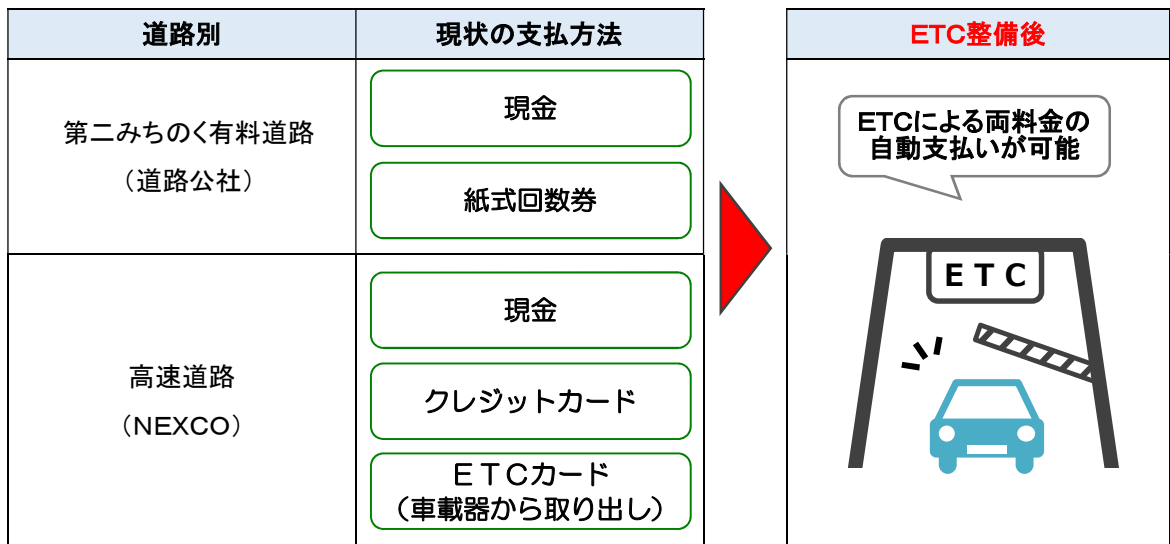 道路別
現状の支払方法
第二みちのく有料道路
（道路公社）
現金
紙式回数券
高速道路
（NEXCO）
現金
クレジットカード
ＥＴＣカード
（車載器から取り出し）
ETC整備後
ETCによる両料金の
自動支払いが可能
ＥＴＣ